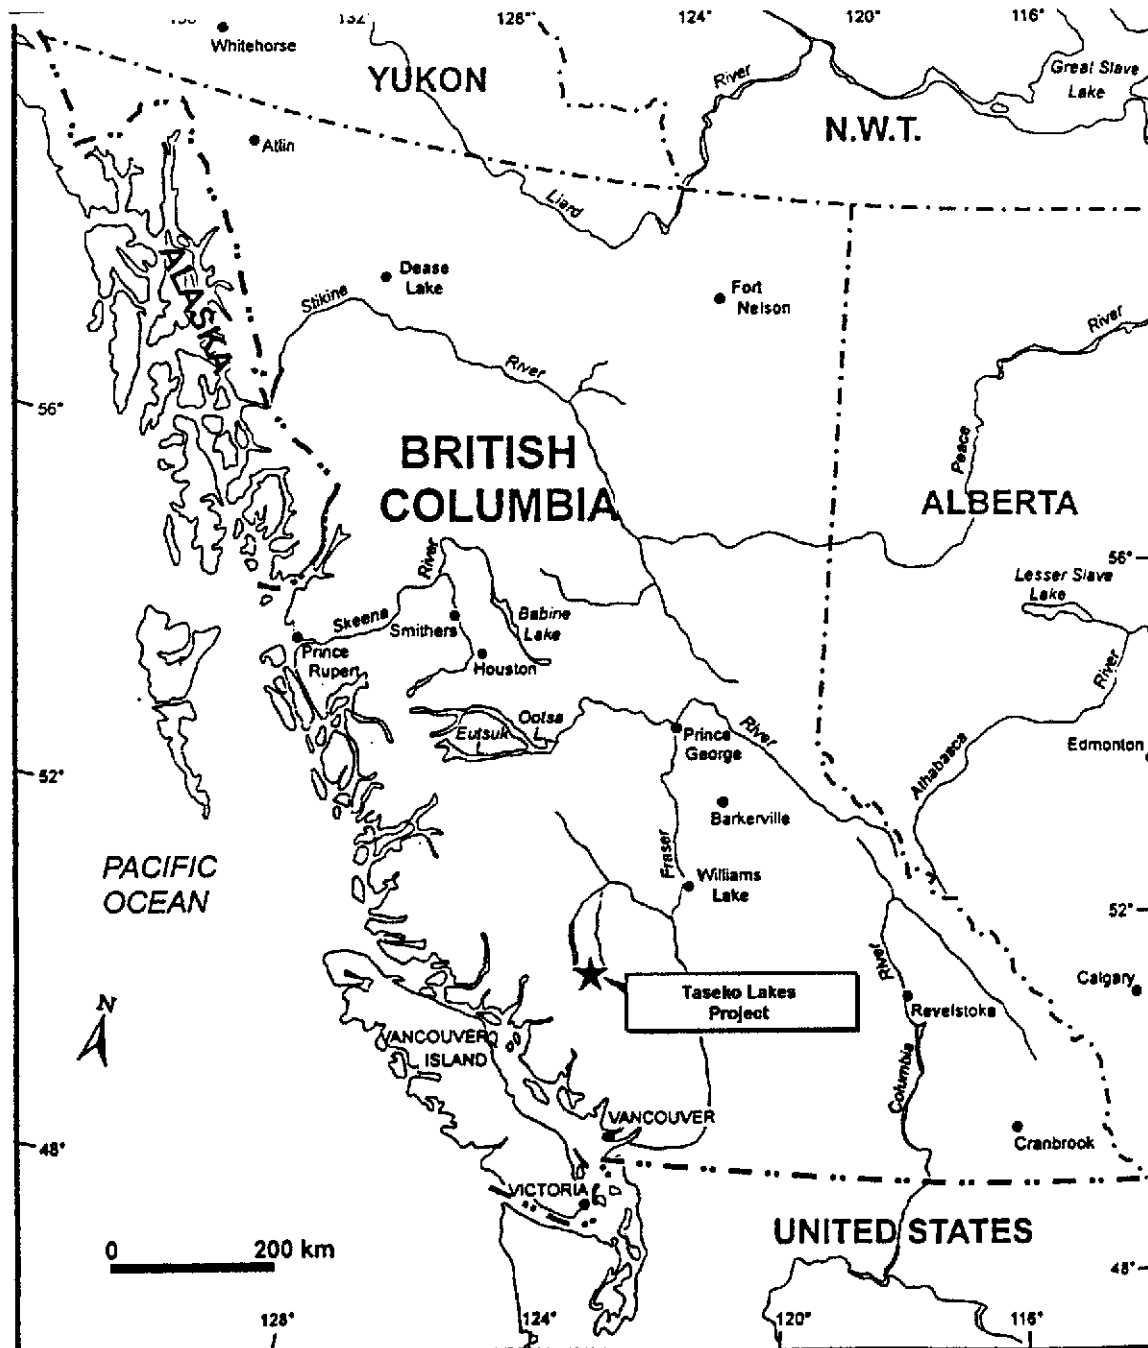 132° 128° 124° 120° 116°
Whitehorse
YUKON
River
Great Slave
Lake
N.W.T.
Atlin
Liard
ALASKA
Dease
Lake
Fort
Nelson
Stikine
River
River
56°
BRITISH
COLUMBIA
Peace
ALBERTA
56°
River
Lesser Slave
Lake
Skeena
Smithers
Babine
Lake
Prince
Rupert
Houston
River
Ootsa
L.
Eutsuk
L
Prince
George
River
Edmonton
Athabasca
52°
Barkerville
Fraser
PACIFIC
OCEAN
Williams
Lake
52°
River
Taseko Lakes
Project
Calgary
Revelstoke
N
VANCOUVER
ISLAND
Columbia
VANCOUVER
Cranbrook
48°
VICTORIA
UNITED STATES
0 200 km
48°
128° 124° 120° 116°